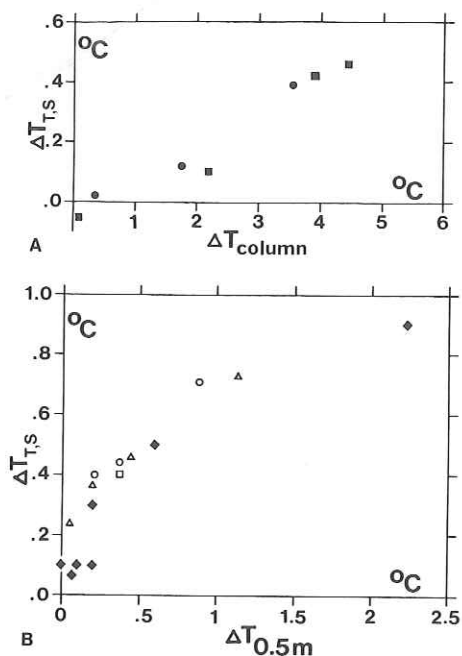 .6
°C
.4
ΔT_T,S
.2
°C
.0
0 1 2 3 4 5 6
A
ΔT_column
1.0
°C
.8
.6
ΔT_T,S
.4
.2
°C
.0
0 .5 1 1.5 2 2.5
B
ΔT_0.5m